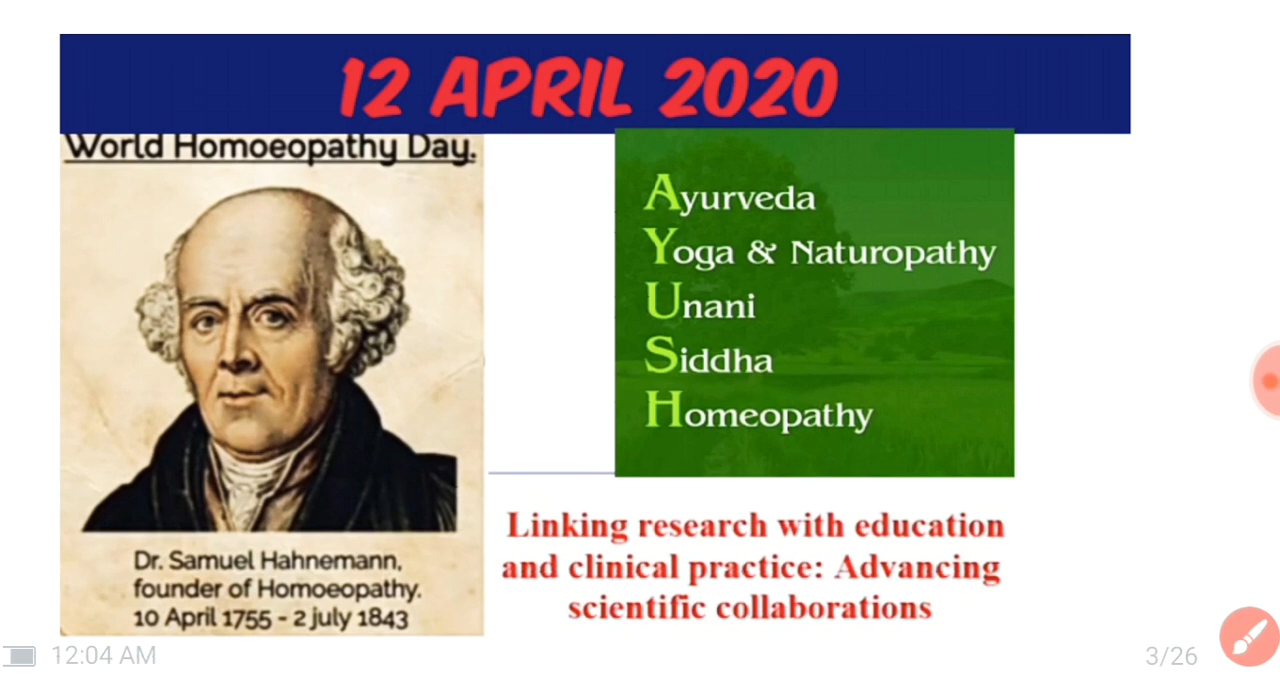 12 APRIL 2020
World Homoeopathy Day.
Dr. Samuel Hahnemann,
founder of Homoeopathy.
10 April 1755 - 2 july 1843
Ayurveda
Yoga & Naturopathy
Unani
Siddha
Homeopathy
Linking research with education
and clinical practice: Advancing
scientific collaborations
12:04 AM
3/26